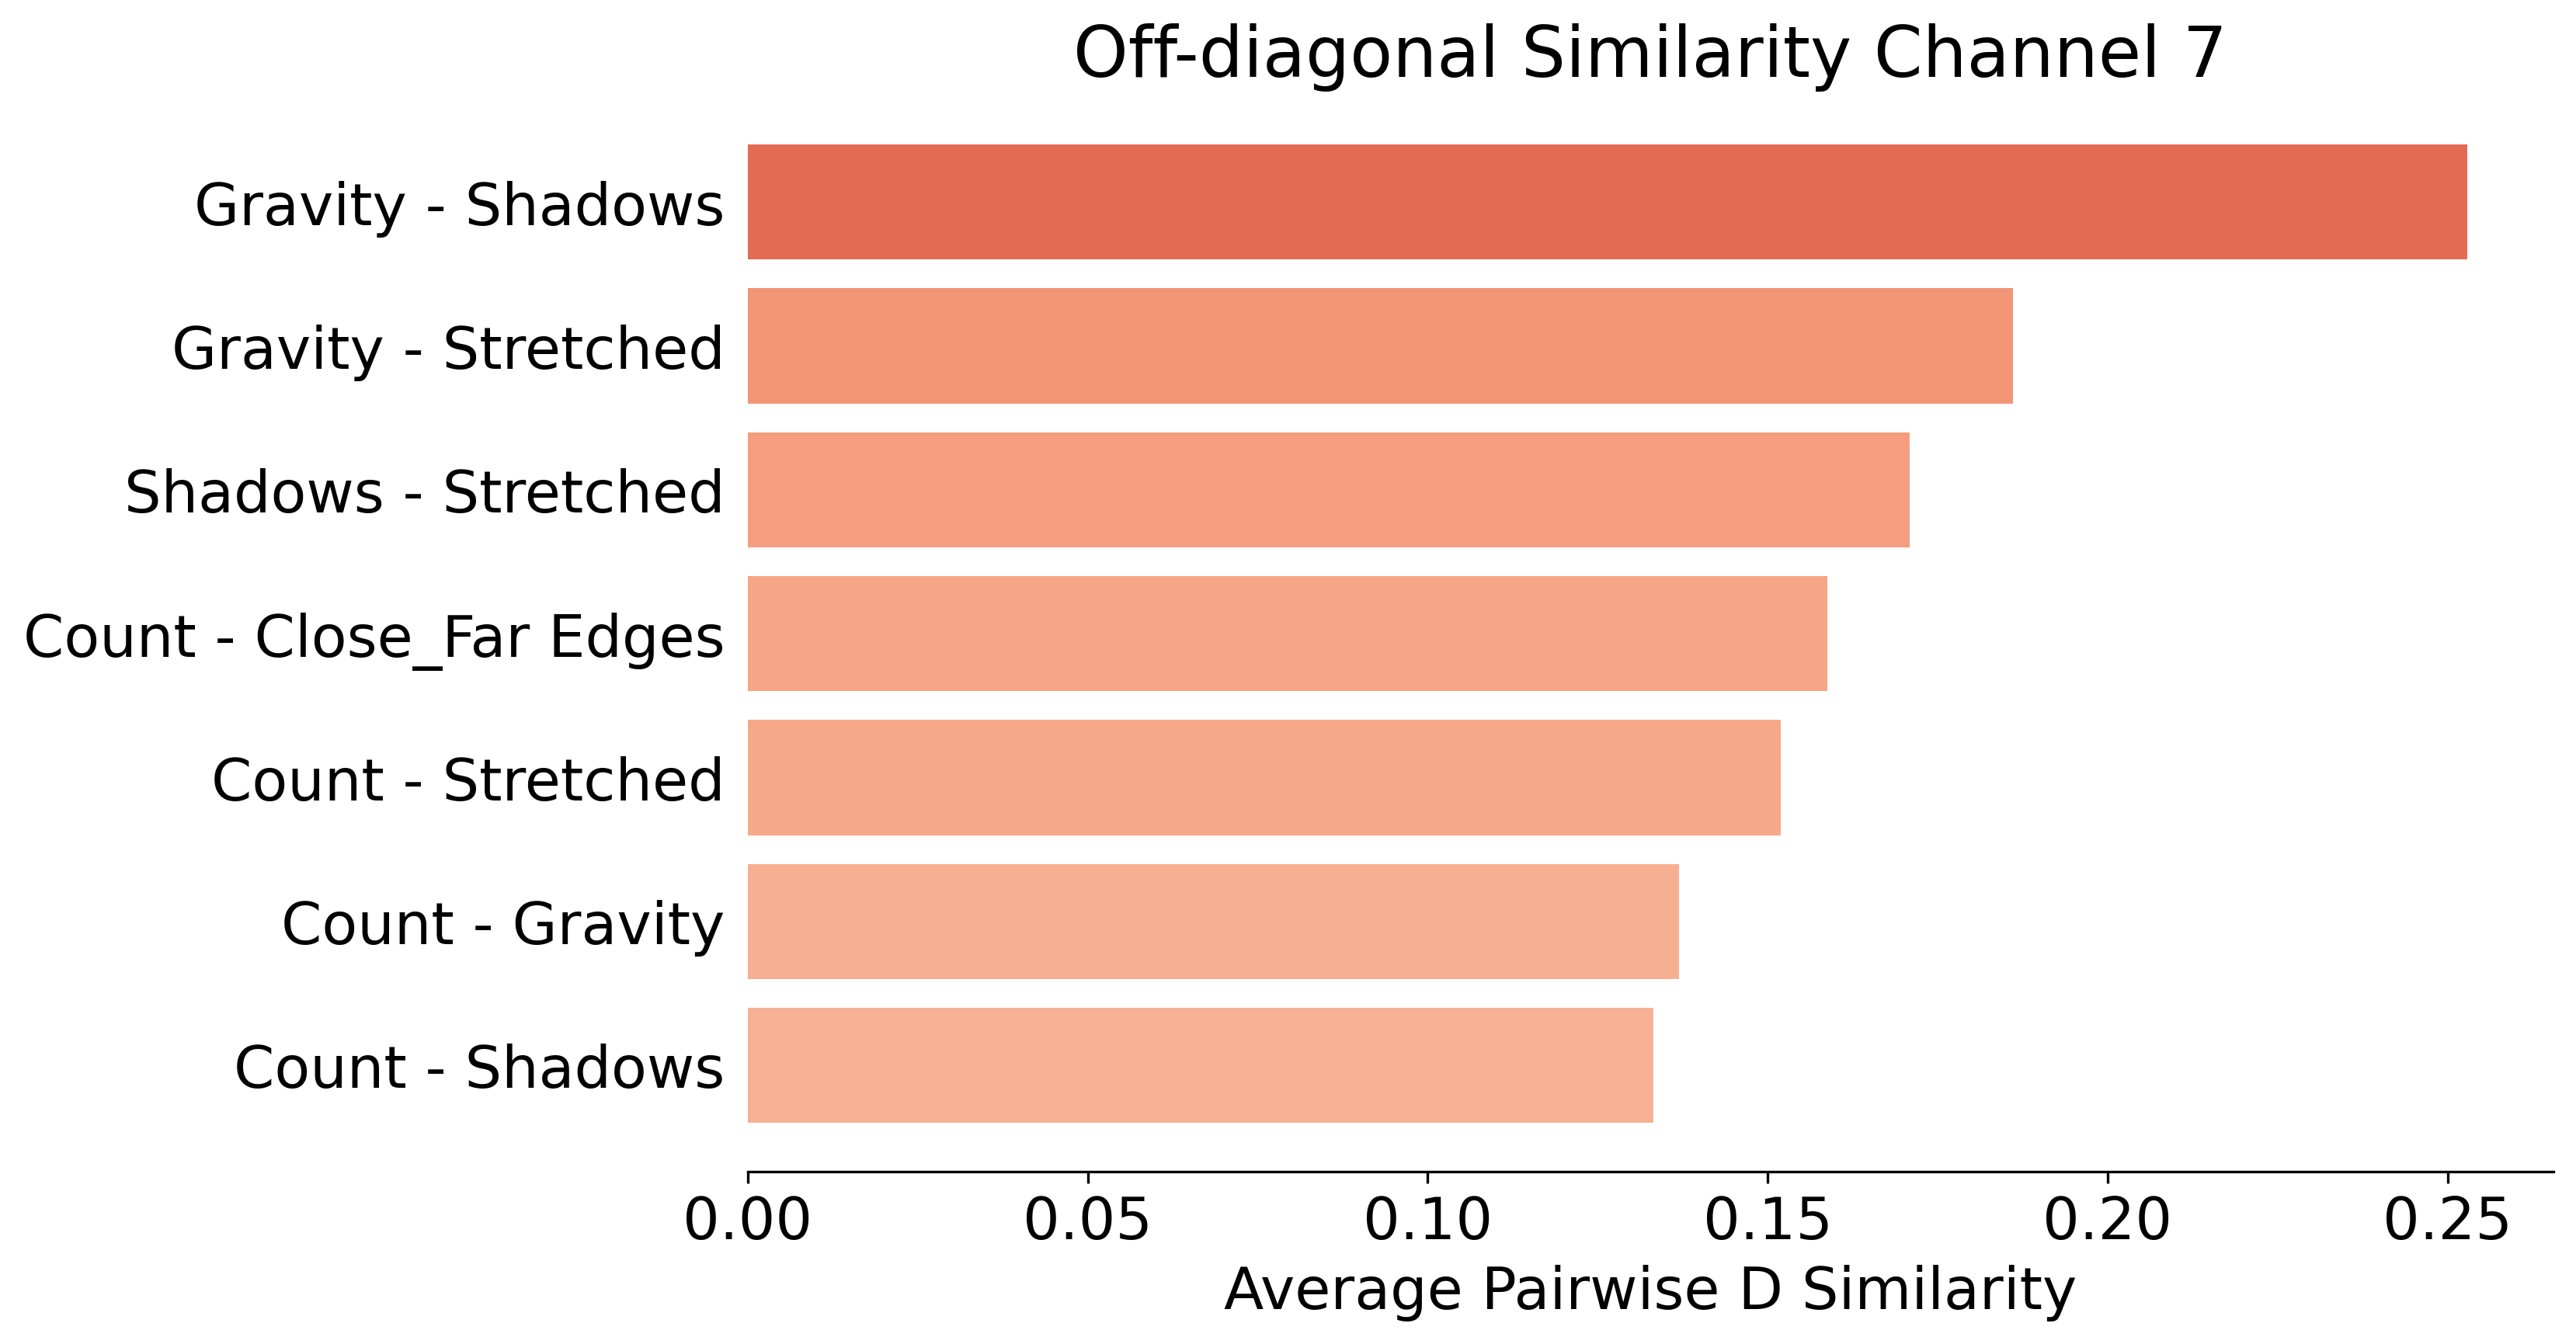 Off-diagonal Similarity Channel 7
Gravity - Shadows
Gravity - Stretched
Shadows - Stretched
Count - Close_Far Edges
Count - Stretched
Count - Gravity
Count - Shadows
0.00 0.05 0.10 0.15 0.20 0.25
Average Pairwise D Similarity